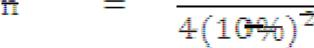 n = 4(10%)²